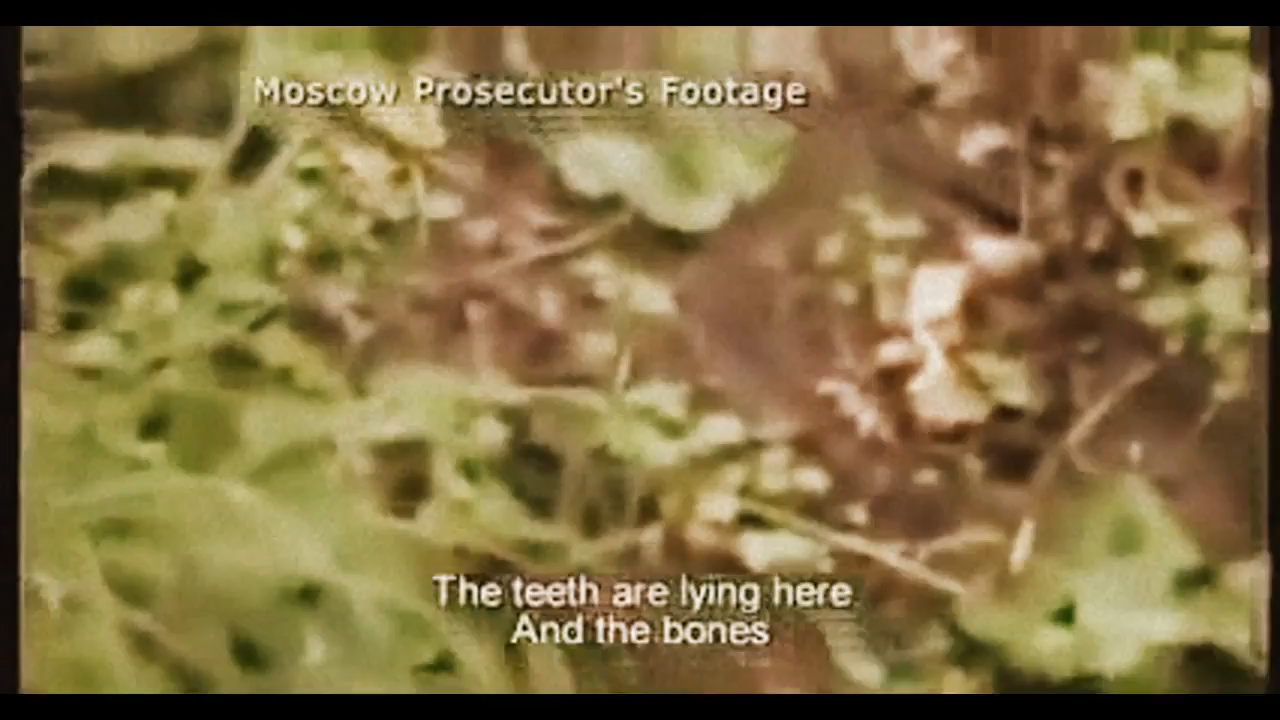 Moscow Prosecutor's Footage
The teeth are lying here
And the bones